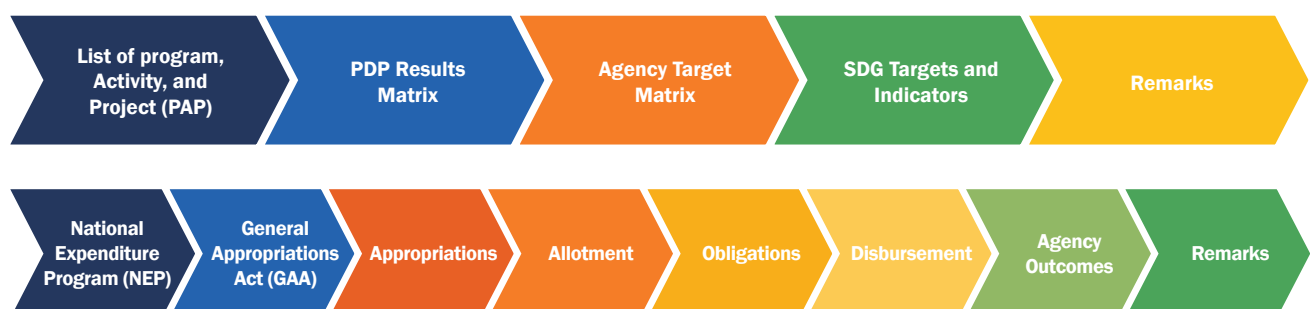 List of program,
Activity, and
Project (PAP)
PDP Results
Matrix
Agency Target
Matrix
SDG Targets and
Indicators
Remarks
National
Expenditure
Program (NEP)
General
Appropriations
Act (GAA)
Appropriations
Allotment
Obligations
Disbursement
Agency
Outcomes
Remarks